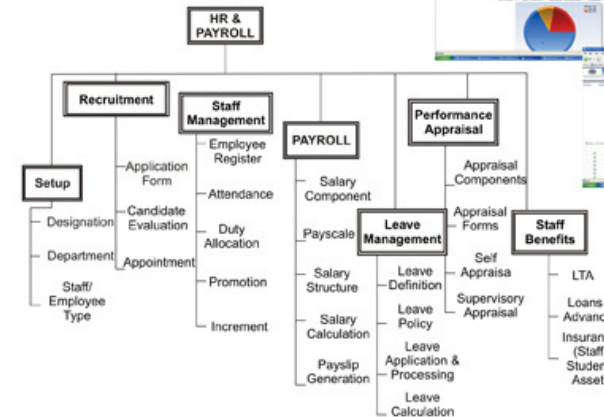 HR &
PAYROLL
Recruitment
Application
Form
Candidate
Evaluation
Appointment
Staff
Management
Employee
Register
Attendance
Duty
Allocation
Promotion
Increment
Setup
Designation
Department
Staff/
Employee
Type
PAYROLL
Salary
Component
Payscale
Salary
Structure
Salary
Calculation
Payslip
Generation
Performance
Appraisal
Appraisal
Components
Appraisal
Forms
Self
Appraisa
Supervisory
Appraisal
Leave
Management
Leave
Definition
Leave
Policy
Leave
Application &
Processing
Leave
Calculation
Staff
Benefits
LTA
Loans
Advanc
Insuran
(Staff
Studen
Asset